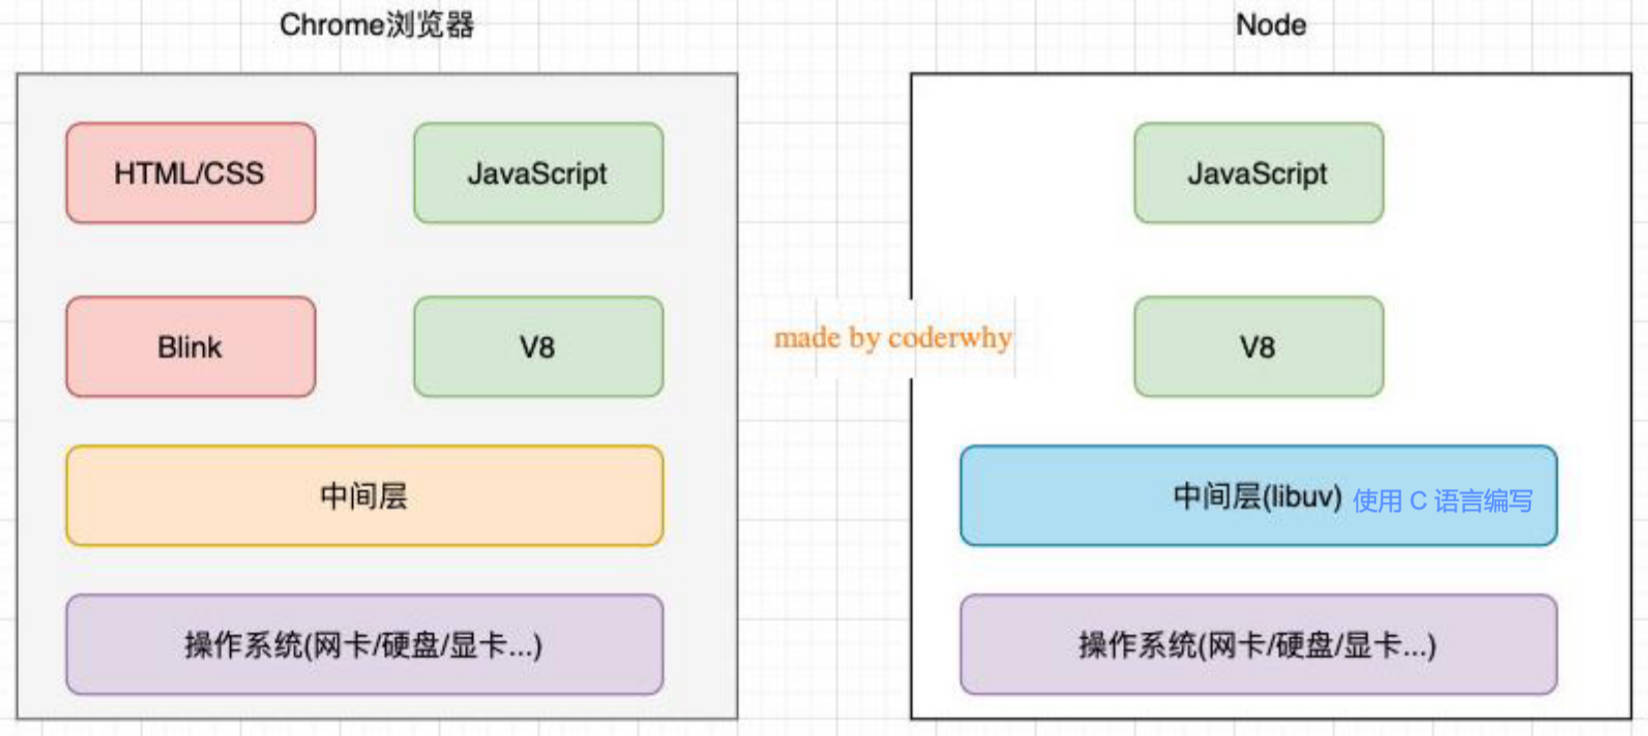 Chrome浏览器
HTML/CSS
JavaScript
Blink
V8
中间层
操作系统(网卡/硬盘/显卡...)
made by coderwhy
Node
JavaScript
V8
中间层(libuv) 使用 C 语言编写
操作系统(网卡/硬盘/显卡...)